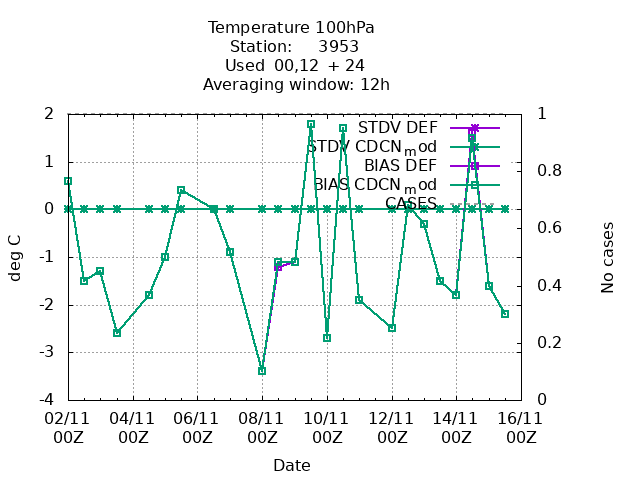 Temperature 100hPa
Station: 3953
Used 00,12 + 24
Averaging window: 12h
2 1
STDV DEF
STDV CDCN_mod
1
BIAS DEF
0.8
BIAS CDCN_mod
CASES
0
0.6
-1
deg C
No cases
0.4
-2
0.2
-3
-4 0
02/11 04/11 06/11 08/11 10/11 12/11 14/11 16/11
00Z 00Z 00Z 00Z 00Z 00Z 00Z 00Z
Date